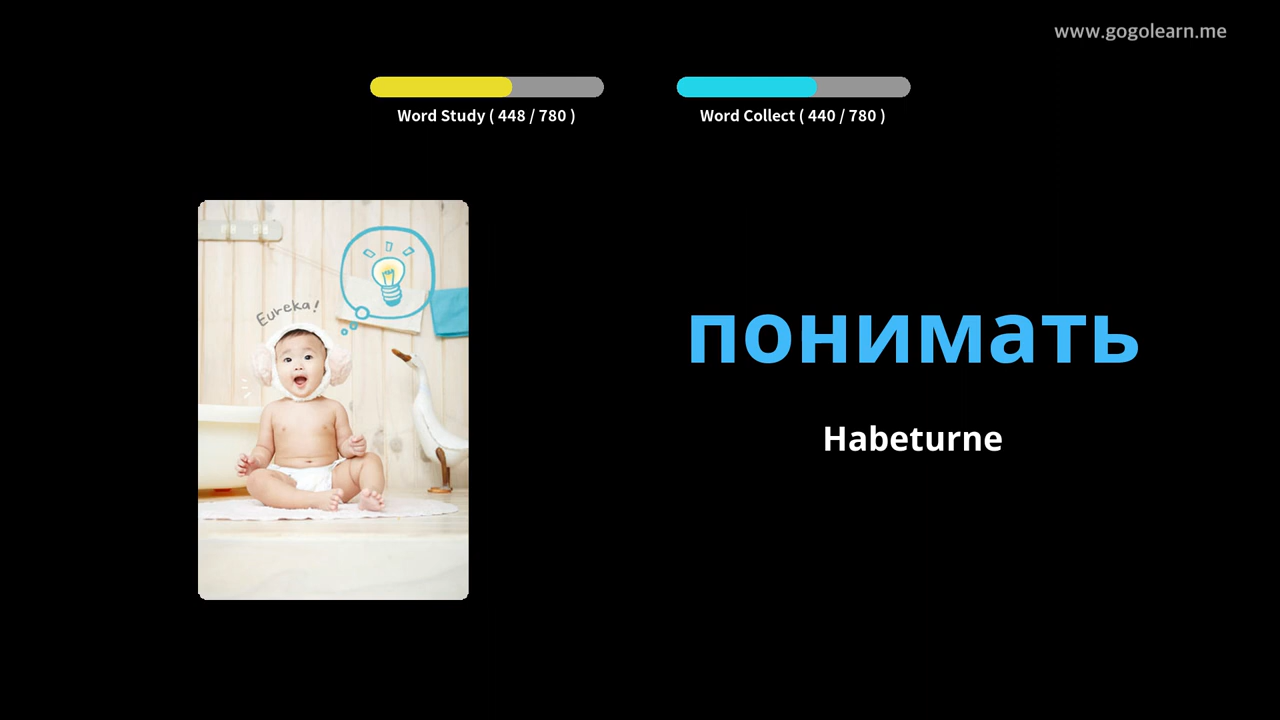 www.gogolearn.me
Word Study ( 448 / 780 )
Word Collect ( 440 / 780 )
Eureka!
понимать
Habeturne